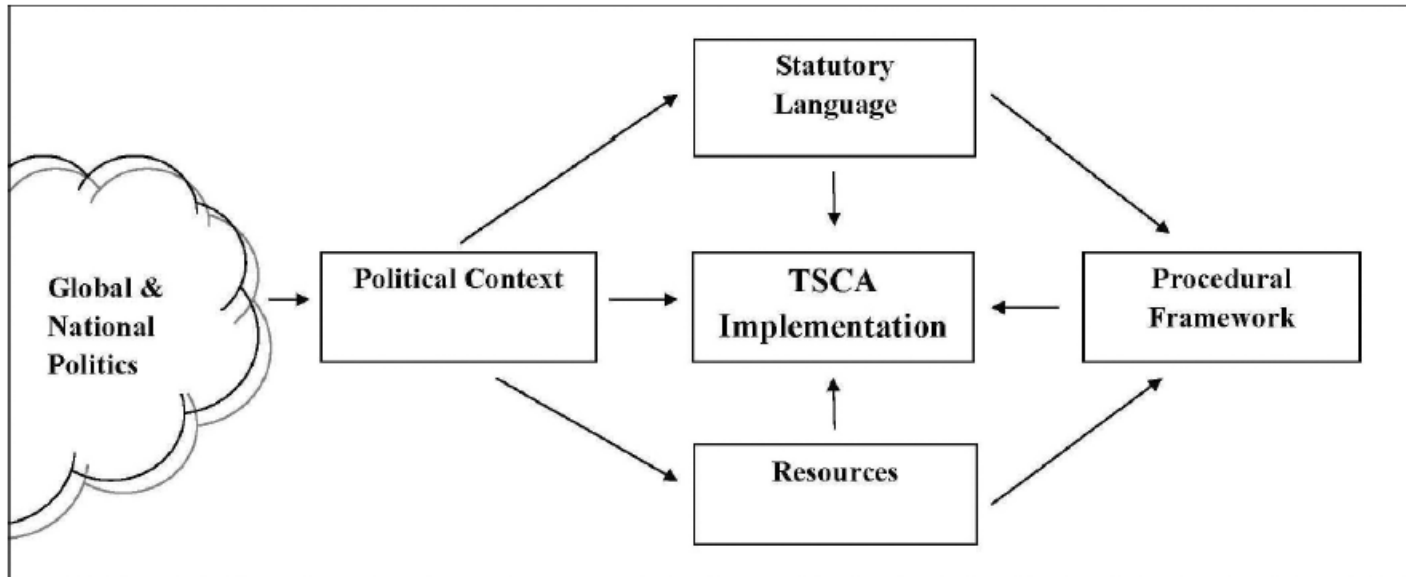 Statutory
Language
Global &
National
Politics
Political Context
TSCA
Implementation
Procedural
Framework
Resources